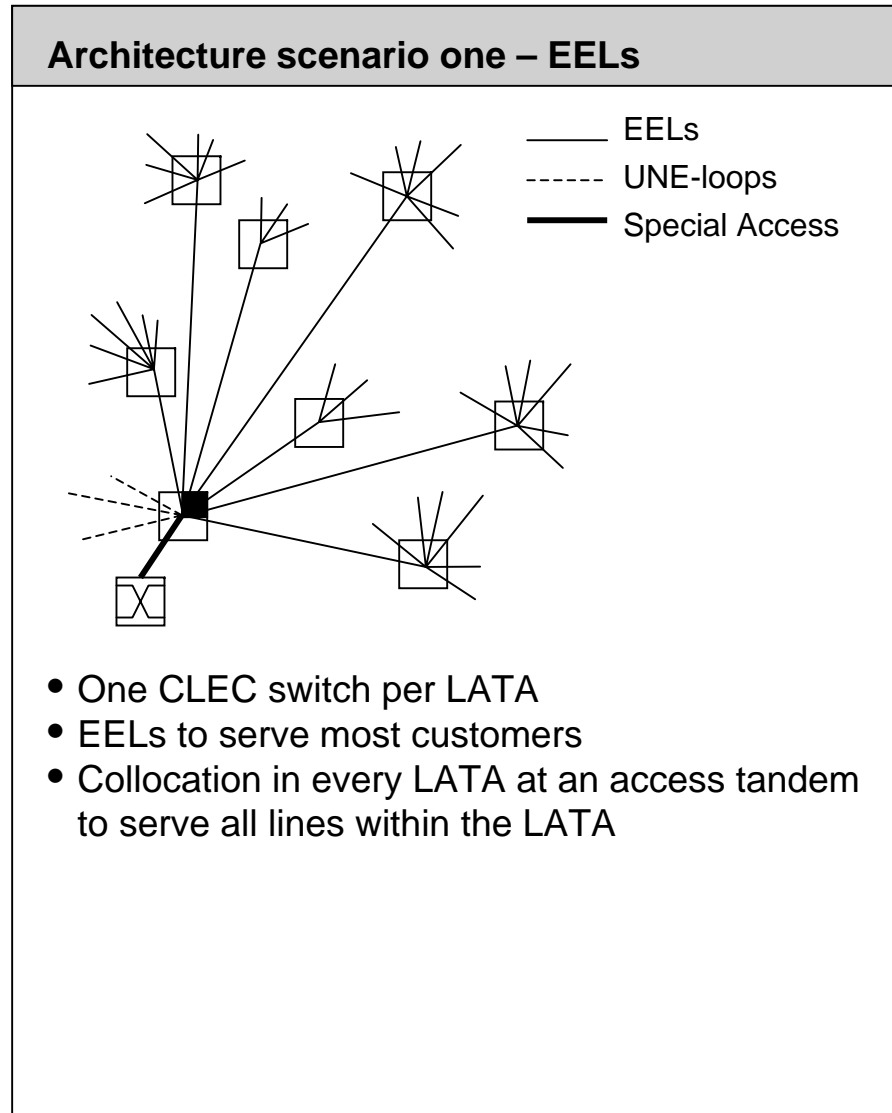 Architecture scenario one – EELs
EELs
UNE-loops
Special Access
• One CLEC switch per LATA
• EELs to serve most customers
• Collocation in every LATA at an access tandem
to serve all lines within the LATA